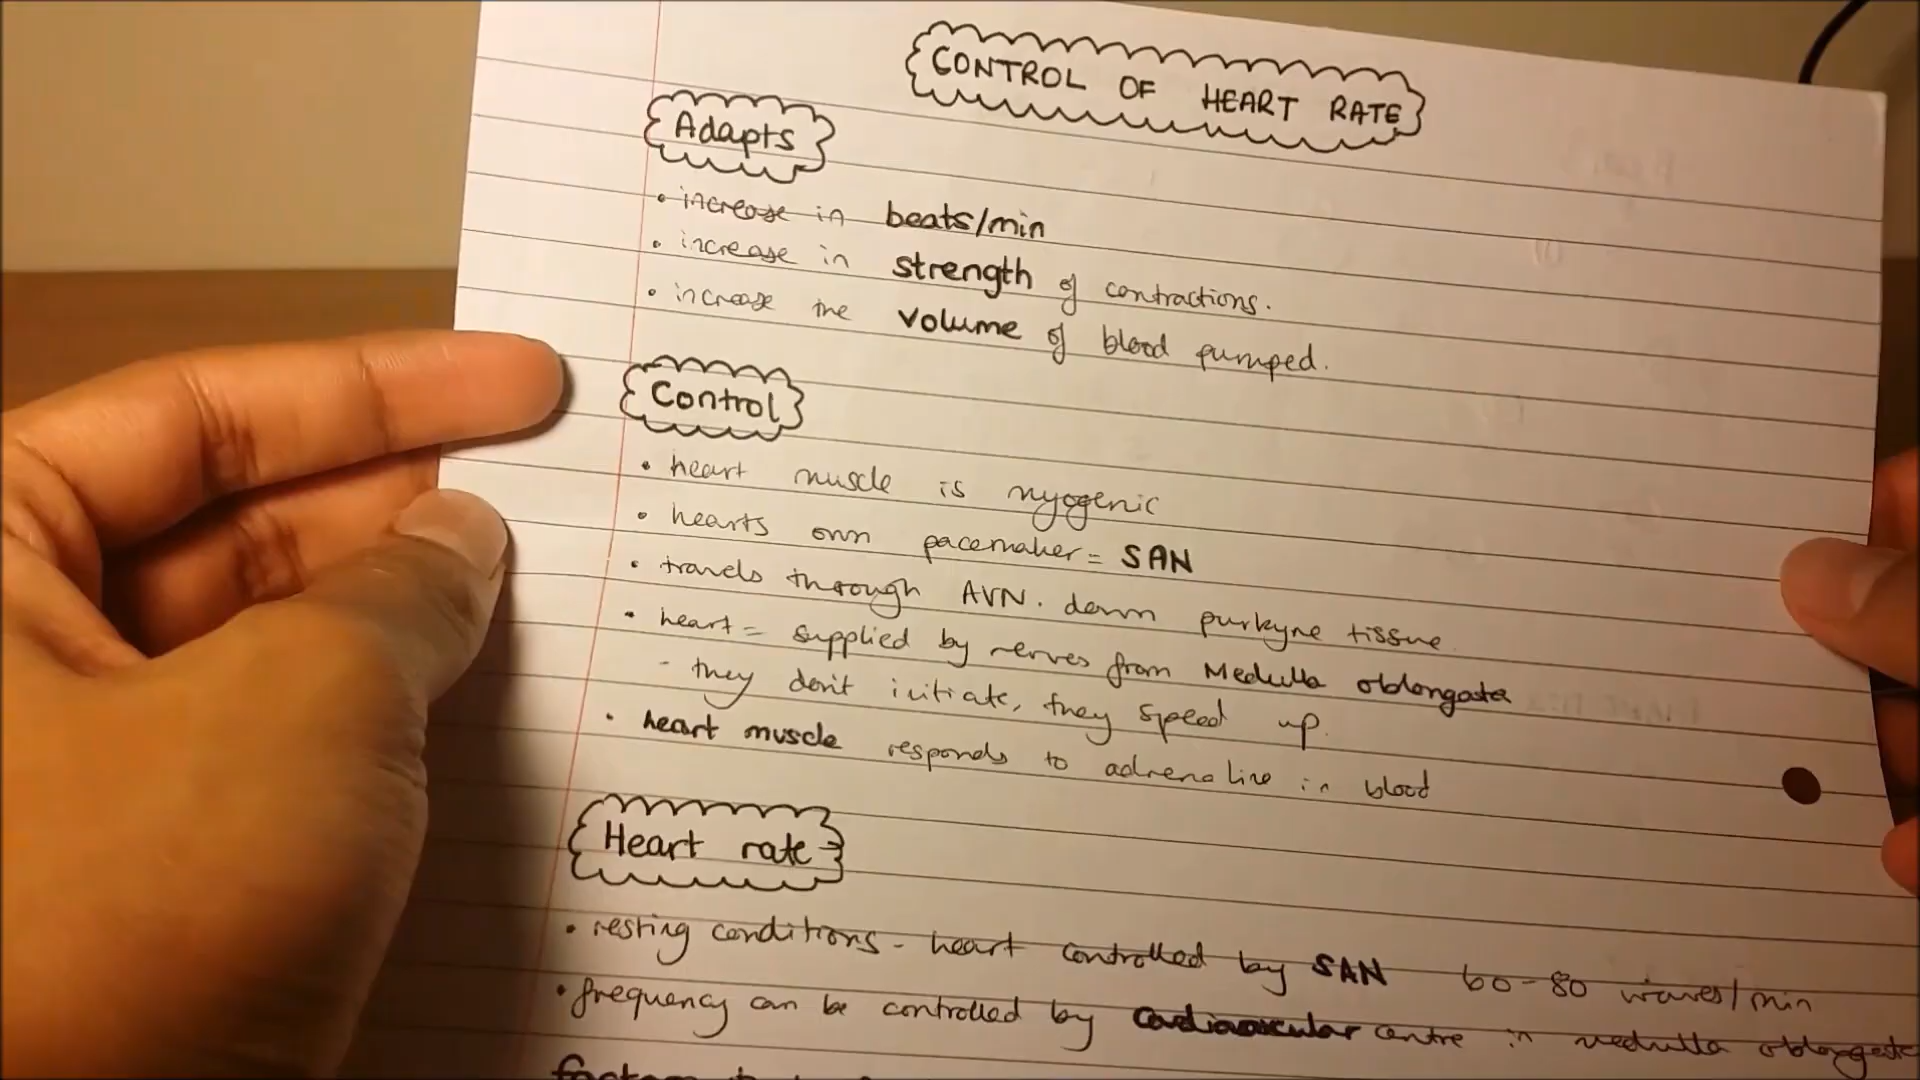 CONTROL OF HEART RATE
Adapts
• increase in beats/min
• increase in strength of contractions.
• increase the volume of blood pumped.
Control
• heart muscle is myogenic
• hearts own pacemaker = SAN
• travels through AVN. down purkyne tissue
• heart = supplied by nerves from Medulla oblongata
- they don't initiate, they speed up.
• heart muscle responds to adrenaline in blood
Heart rate
• resting conditions - heart controlled by SAN 60-80 waves/min
• frequency can be controlled by cardiovascular centre in medulla oblongata